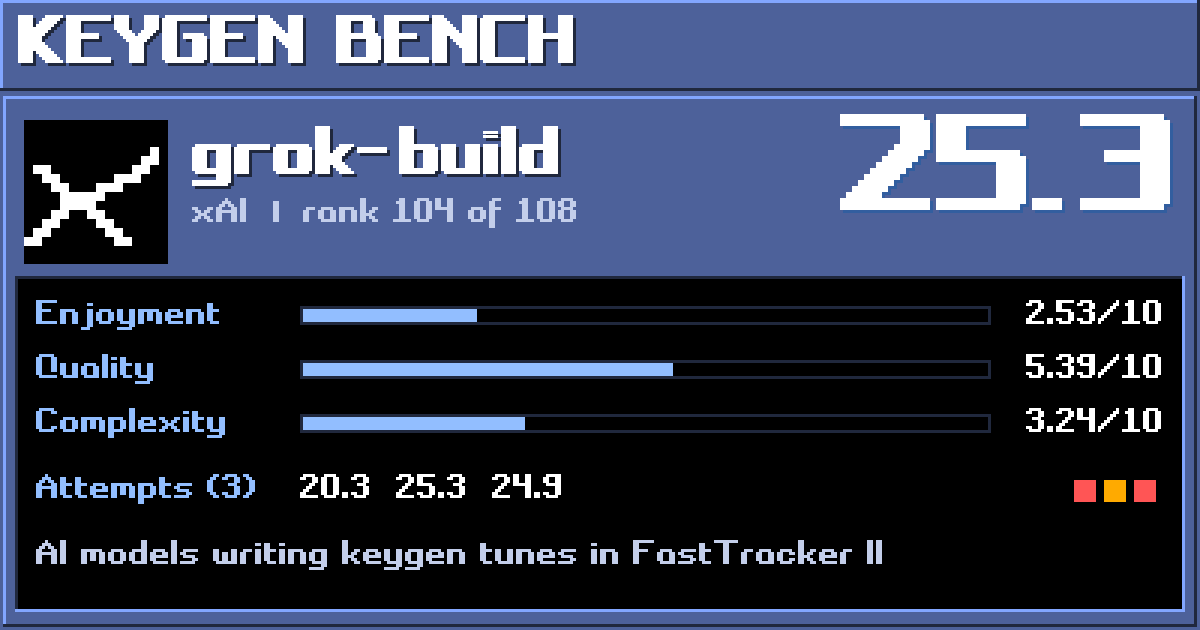 KEYGEN BENCH
grok-build
25.3
xAI | rank 104 of 108
Enjoyment 2.53/10
Quality 5.39/10
Complexity 3.24/10
Attempts (3) 20.3 25.3 24.9
AI models writing keygen tunes in FastTracker II